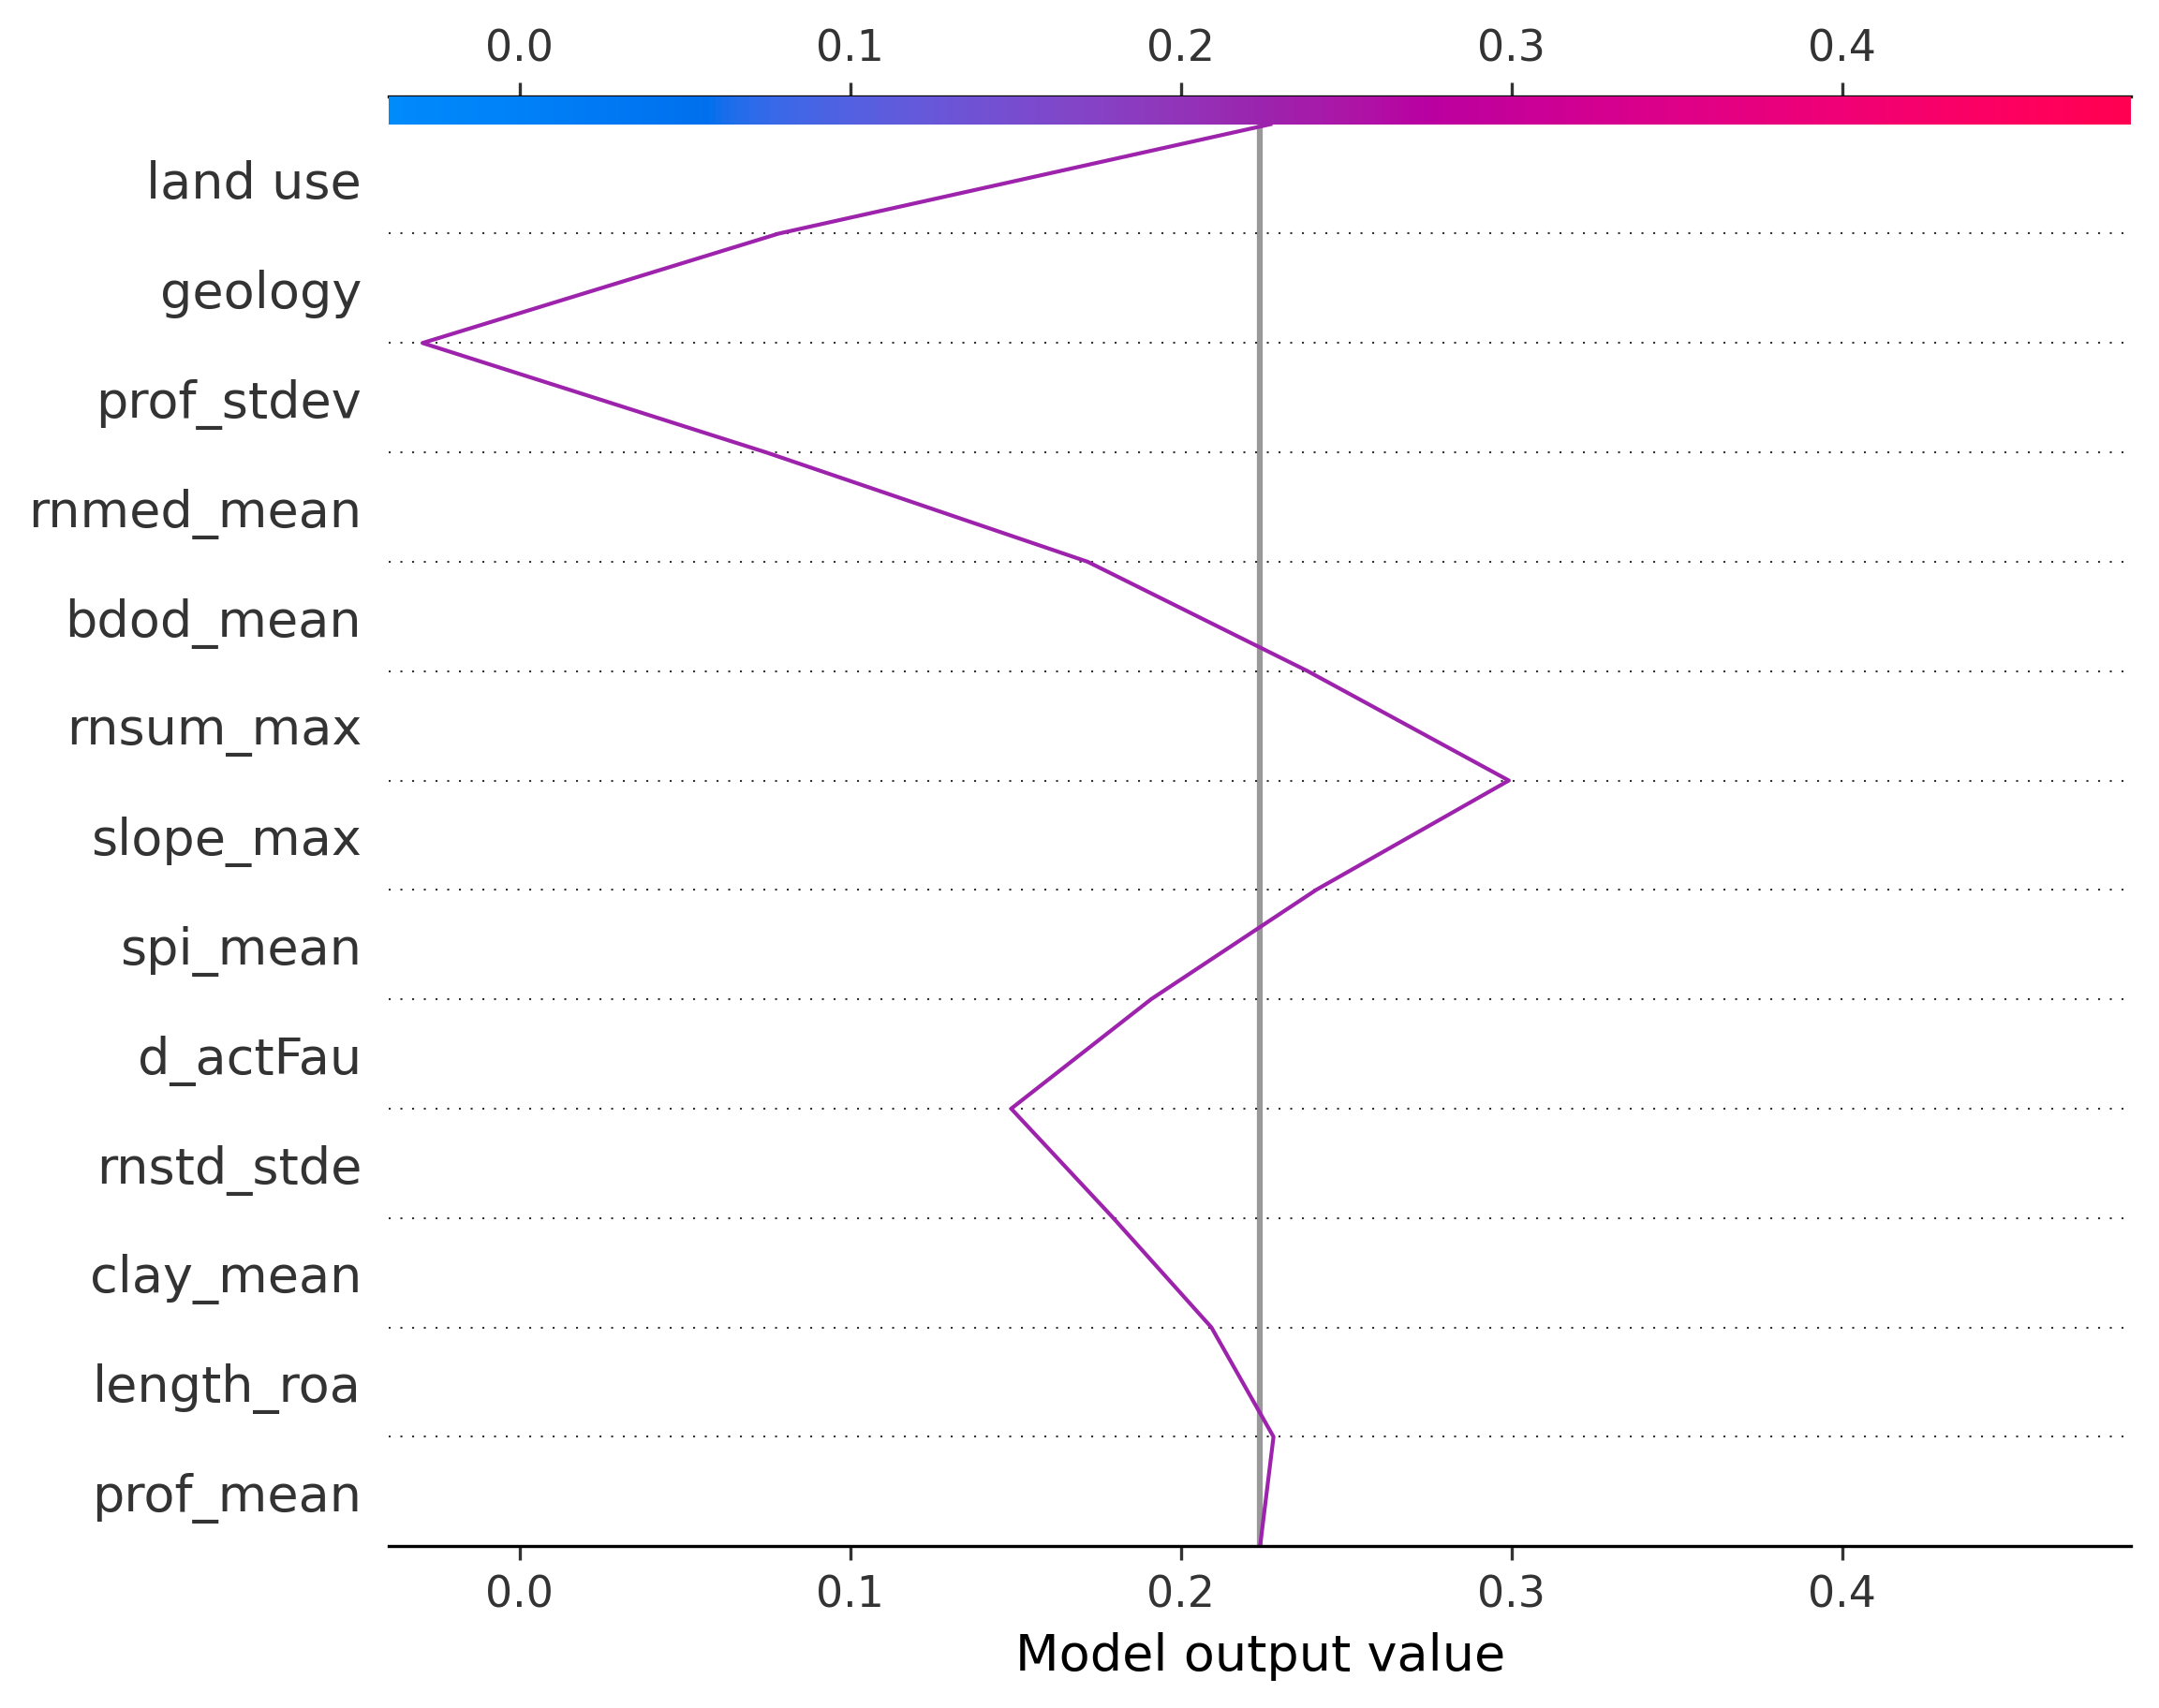 0.0 0.1 0.2 0.3 0.4
land use
geology
prof_stdev
rnmed_mean
bdod_mean
rnsum_max
slope_max
spi_mean
d_actFau
rnstd_stde
clay_mean
length_roa
prof_mean
0.0 0.1 0.2 0.3 0.4
Model output value